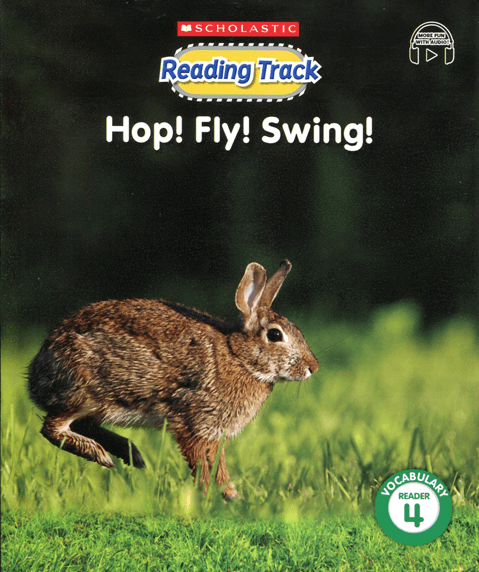 SCHOLASTIC
MORE FUN
WITH AUDIO!
Reading Track
Hop! Fly! Swing!
VOCABULARY
READER
4